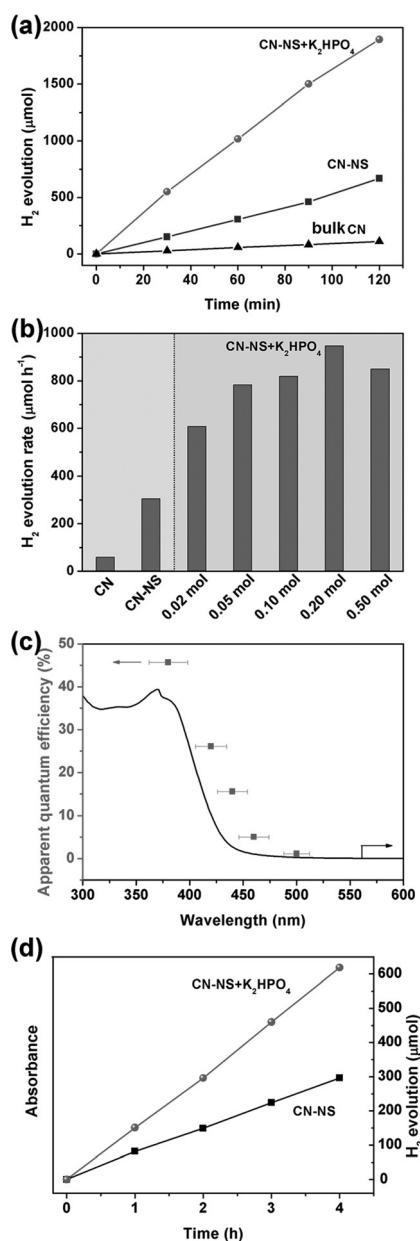 (a)
2000
1500
1000
500
0
H2 evolution (μmol)
CN-NS+K2HPO4
CN-NS
bulk CN
0 20 40 60 80 100 120
Time (min)
(b)
1000
800
600
400
200
0
H2 evolution rate (μmol h-1)
CN-NS+K2HPO4
CN
CN-NS
0.02 mol
0.05 mol
0.10 mol
0.20 mol
0.50 mol
(c)
50
40
30
20
10
0
Apparent quantum efficiency (%)
300 350 400 450 500 550 600
Wavelength (nm)
(d)
Absorbance
CN-NS+K2HPO4
CN-NS
600
500
400
300
200
100
0
H2 evolution (μmol)
0 1 2 3 4
Time (h)